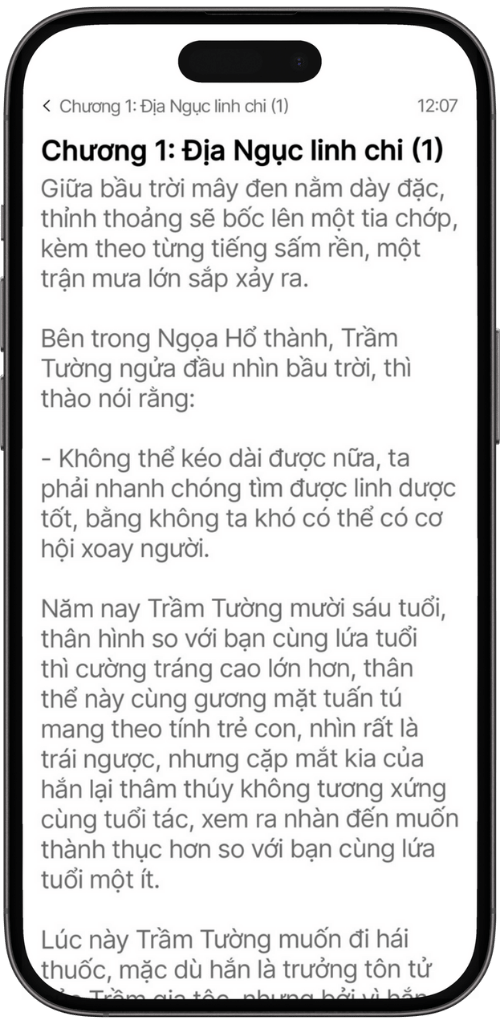 Chương 1: Địa Ngục linh chi (1)
12:07
Chương 1: Địa Ngục linh chi (1)
Giữa bầu trời mây đen nằm dày đặc,
thỉnh thoảng sẽ bốc lên một tia chớp,
kèm theo từng tiếng sấm rền, một
trận mưa lớn sắp xảy ra.
Bên trong Ngọa Hổ thành, Trầm
Tường ngửa đầu nhìn bầu trời, thì
thào nói rằng:
- Không thể kéo dài được nữa, ta
phải nhanh chóng tìm được linh dược
tốt, bằng không ta khó có thể có cơ
hội xoay người.
Năm nay Trầm Tường mười sáu tuổi,
thân hình so với bạn cùng lứa tuổi
thì cường tráng cao lớn hơn, thân
thể này cùng gương mặt tuấn tú
mang theo tính trẻ con, nhìn rất là
trái ngược, nhưng cặp mắt kia của
hắn lại thâm thúy không tương xứng
cùng tuổi tác, xem ra nhàn đến muốn
thành thục hơn so với bạn cùng lứa
tuổi một ít.
Lúc này Trầm Tường muốn đi hái
thuốc, mặc dù hắn là trưởng tôn tử
Trầm gia tộc, nhưng bởi vì hắn